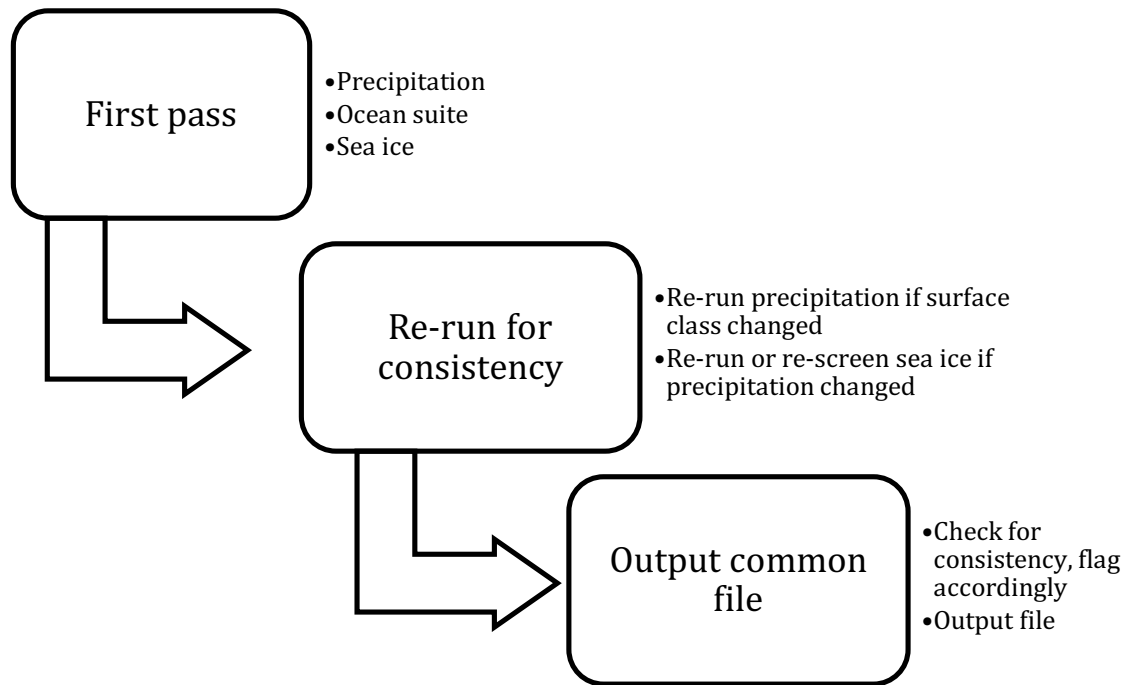 First pass
•Precipitation
•Ocean suite
•Sea ice
Re-run for
consistency
•Re-run precipitation if surface
class changed
•Re-run or re-screen sea ice if
precipitation changed
Output common
file
•Check for
consistency, flag
accordingly
•Output file